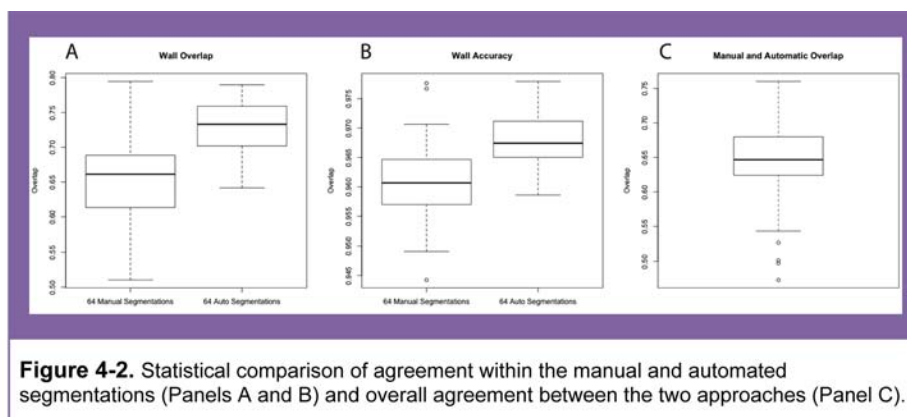 A
Wall Overlap
Overlap
0.80
0.75
0.70
0.65
0.60
0.55
0.50
64 Manual Segmentations 64 Auto Segmentations
B
Wall Accuracy
Overlap
0.975
0.970
0.965
0.960
0.955
0.950
0.945
64 Manual Segmentations 64 Auto Segmentations
C
Manual and Automatic Overlap
Overlap
0.75
0.70
0.65
0.60
0.55
0.50
Figure 4-2. Statistical comparison of agreement within the manual and automated
segmentations (Panels A and B) and overall agreement between the two approaches (Panel C).